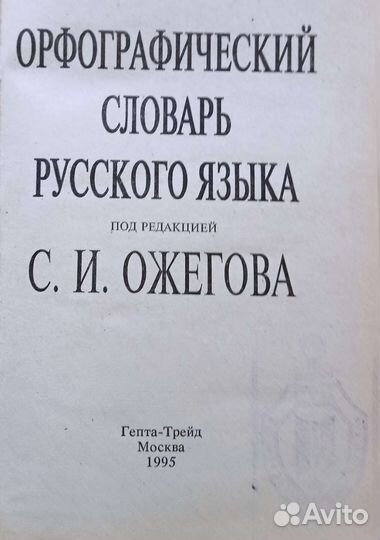 ОРФОГРАФИЧЕСКИЙ
СЛОВАРЬ
РУССКОГО ЯЗЫКА
ПОД РЕДАКЦИЕЙ
С. И. ОЖЕГОВА
Гепта-Трейд
Москва
1995
Avito